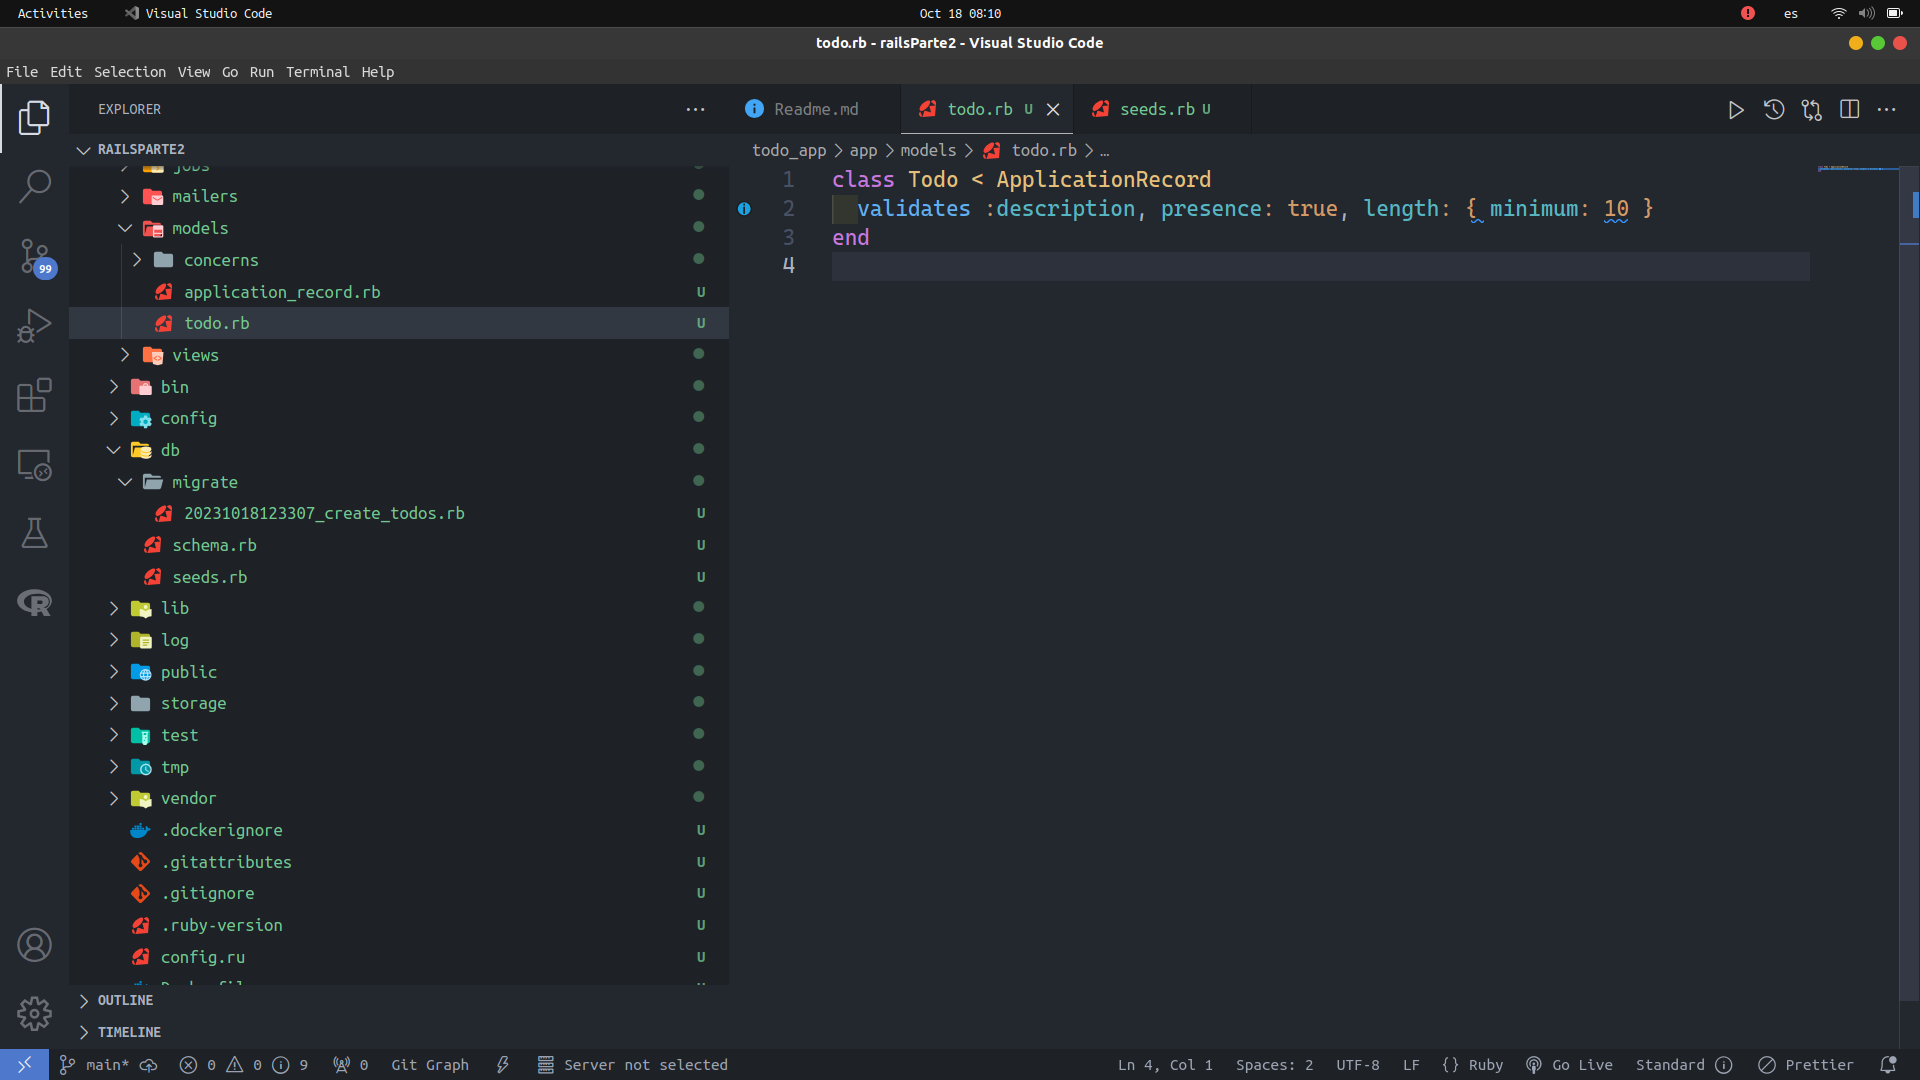 Activities
Visual Studio Code
Oct 18 08:10
es
todo.rb - railsParte2 - Visual Studio Code
File Edit Selection View Go Run Terminal Help
EXPLORER
Readme.md
todo.rb U
seeds.rb U
RAILSPARTE2
todo_app > app > models > todo.rb > …
jobs
mailers
models
concerns
application_record.rb U
todo.rb U
views
bin
config
db
migrate
20231018123307_create_todos.rb U
schema.rb U
seeds.rb U
lib
log
public
storage
test
tmp
vendor
.dockerignore U
.gitattributes U
.gitignore U
.ruby-version U
config.ru U
OUTLINE
TIMELINE
1 class Todo < ApplicationRecord
2 validates :description, presence: true, length: { minimum: 10 }
3 end
4
99
main* 0 0 9 0 Git Graph Server not selected
Ln 4, Col 1 Spaces: 2 UTF-8 LF {} Ruby Go Live Standard Prettier